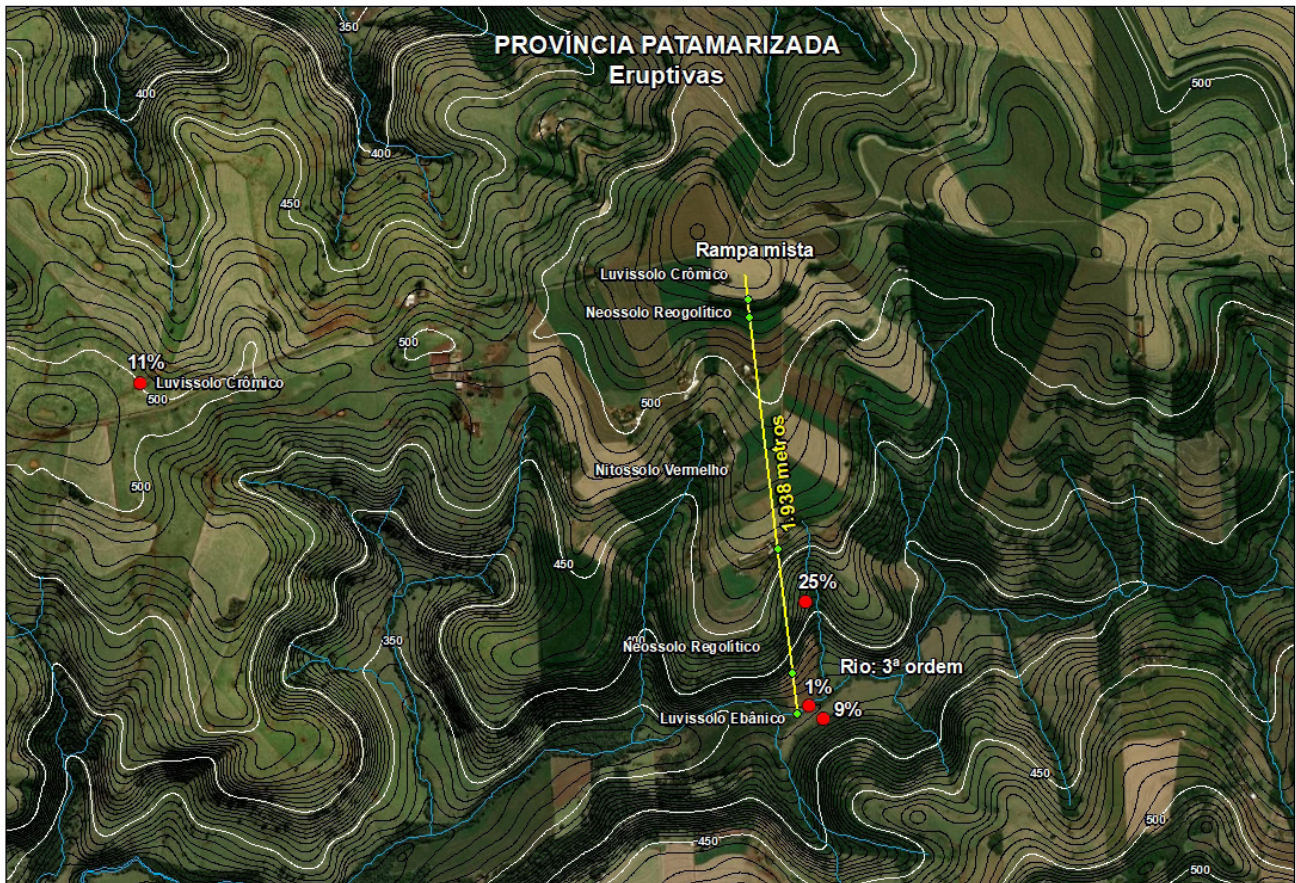 350
PROVÍNCIA PATAMARIZADA
Eruptivas
400
500
400
450
Rampa mista
Luvissolo Crômico
Neossolo Reogolítico
500
11%
Luvissolo Crômico
500
500
1.938 metros
Nitossolo Vermelho
500
450
25%
400
350
Neossolo Regolítico
Rio: 3ª ordem
1%
9%
Luvissolo Ebânico
450
500
450
500